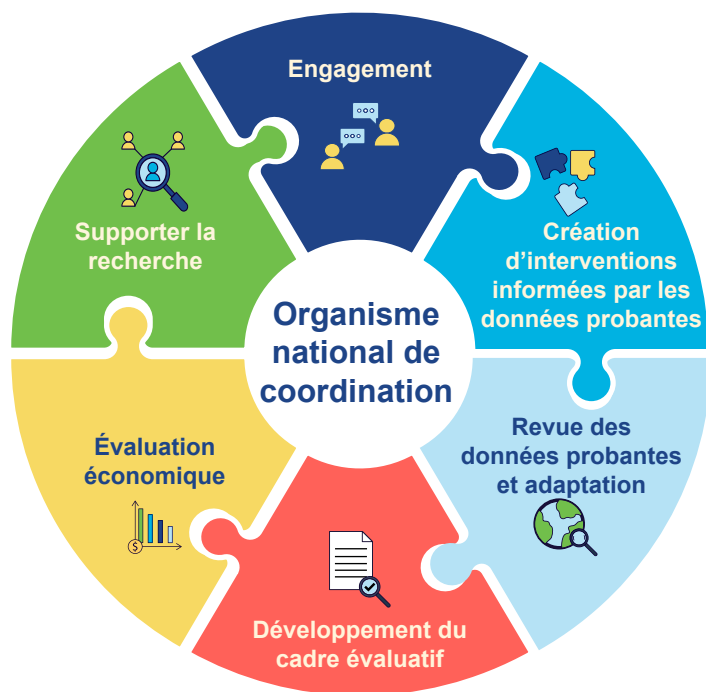 Engagement
Création
d’interventions
informées par les
données probantes
Revue des
données probantes
et adaptation
Développement du
cadre évaluatif
Évaluation
économique
$
Supporter la
recherche
Organisme
national de
coordination